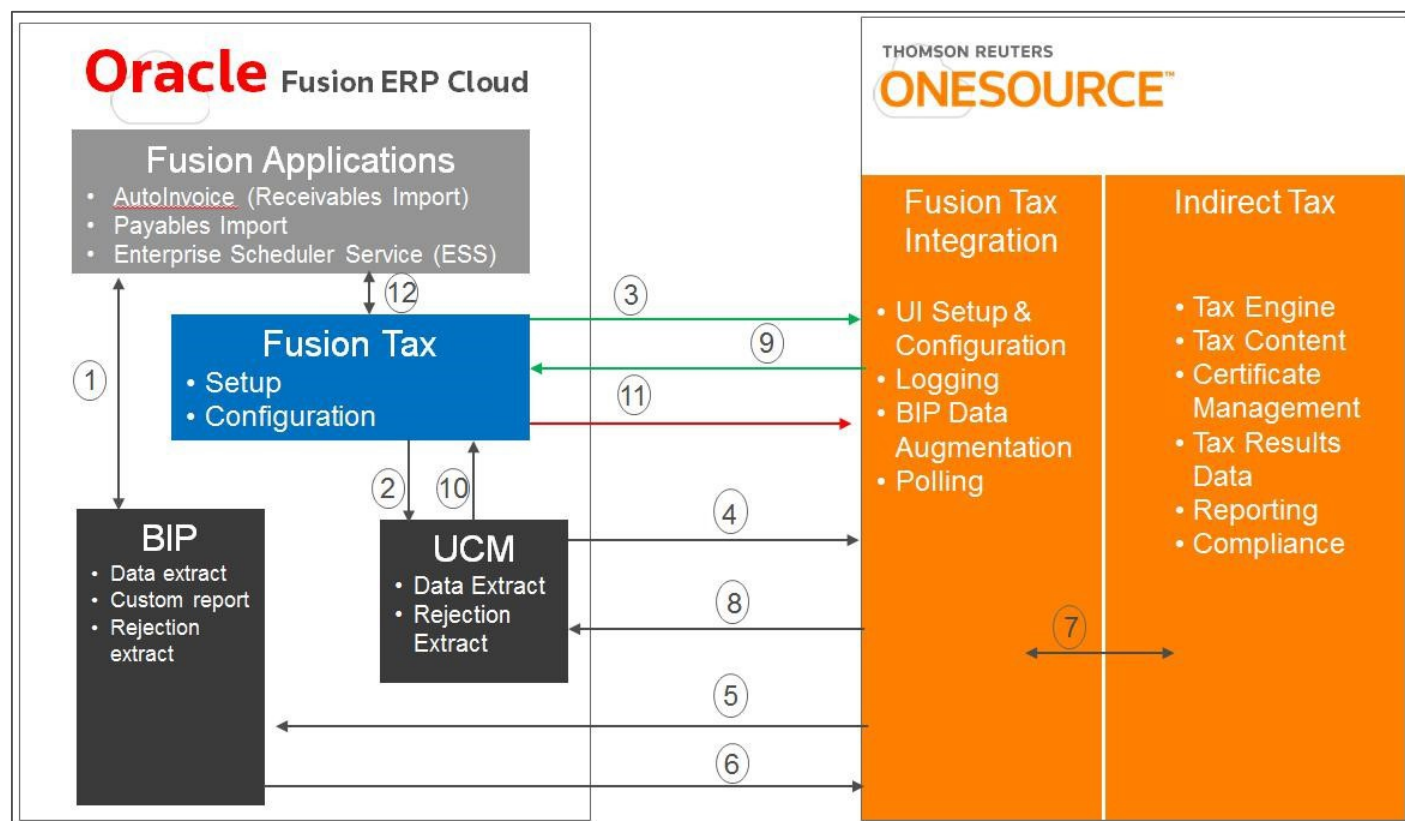 Oracle Fusion ERP Cloud
Fusion Applications
• AutoInvoice (Receivables Import)
• Payables Import
• Enterprise Scheduler Service (ESS)
12
Fusion Tax
• Setup
• Configuration
1
2
10
BIP
• Data extract
• Custom report
• Rejection
extract
UCM
• Data Extract
• Rejection
Extract
3
9
11
4
8
5
6
THOMSON REUTERS
ONESOURCE™
Fusion Tax
Integration
• UI Setup &
Configuration
• Logging
• BIP Data
Augmentation
• Polling
Indirect Tax
• Tax Engine
• Tax Content
• Certificate
Management
• Tax Results
Data
• Reporting
• Compliance
7